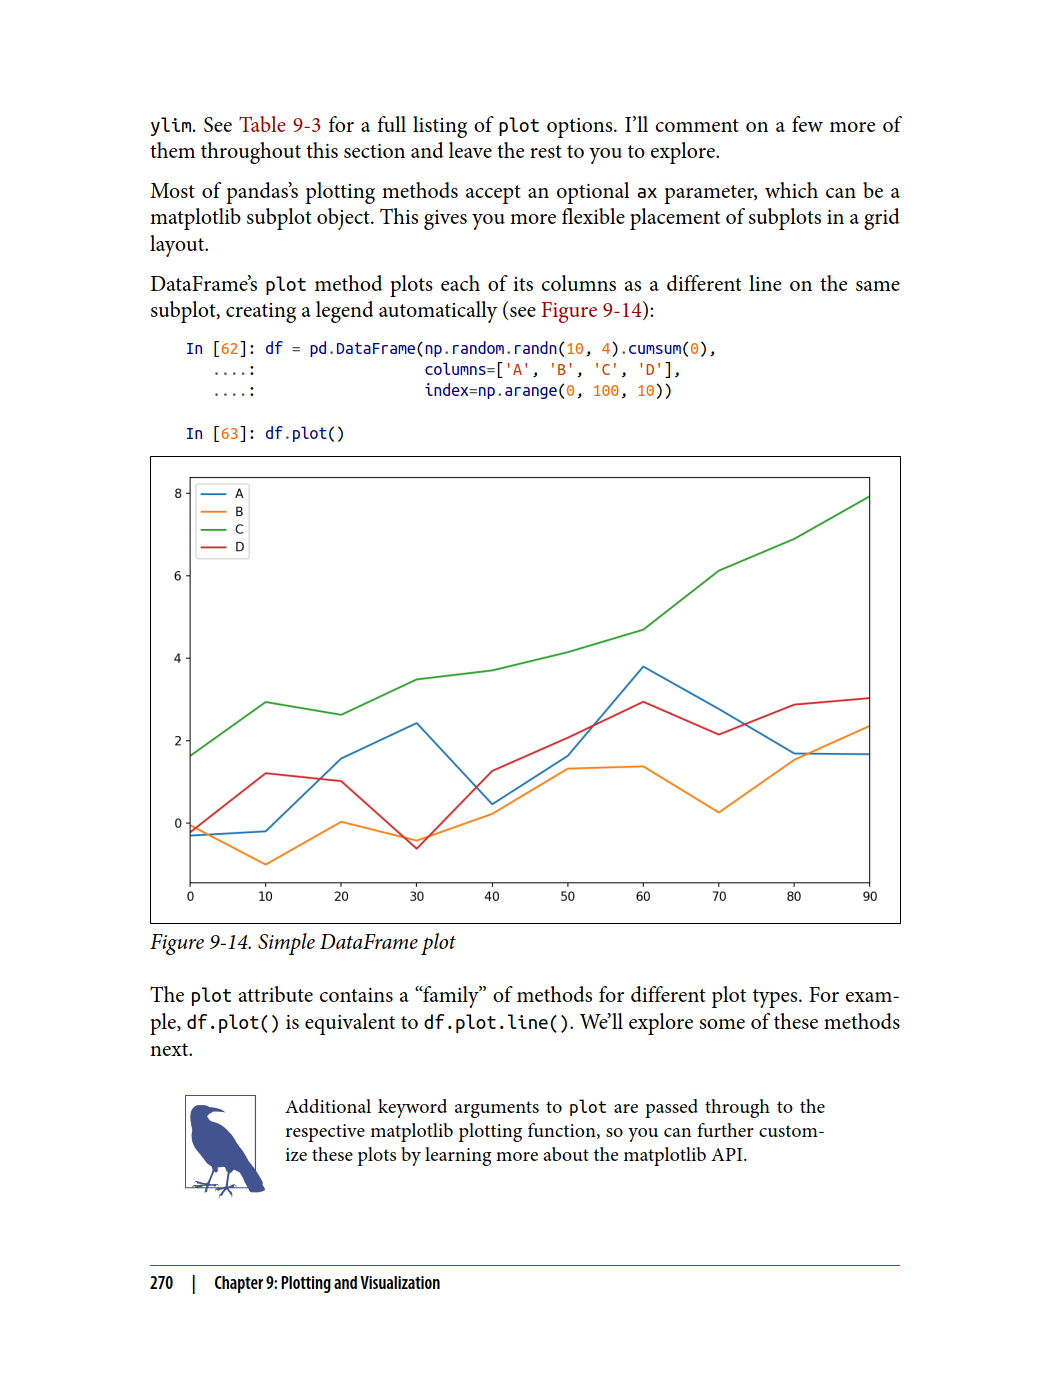 ylim. See Table 9-3 for a full listing of plot options. I’ll comment on a few more of
them throughout this section and leave the rest to you to explore.
Most of pandas’s plotting methods accept an optional ax parameter, which can be a
matplotlib subplot object. This gives you more flexible placement of subplots in a grid
layout.
DataFrame’s plot method plots each of its columns as a different line on the same
subplot, creating a legend automatically (see Figure 9-14):
In [62]: df = pd.DataFrame(np.random.randn(10, 4).cumsum(0),
....: columns=['A', 'B', 'C', 'D'],
....: index=np.arange(0, 100, 10))
In [63]: df.plot()
A
B
C
D
8
6
4
2
0
0 10 20 30 40 50 60 70 80 90
Figure 9-14. Simple DataFrame plot
The plot attribute contains a “family” of methods for different plot types. For exam-
ple, df.plot() is equivalent to df.plot.line(). We’ll explore some of these methods
next.
Additional keyword arguments to plot are passed through to the
respective matplotlib plotting function, so you can further custom-
ize these plots by learning more about the matplotlib API.
270 | Chapter 9: Plotting and Visualization